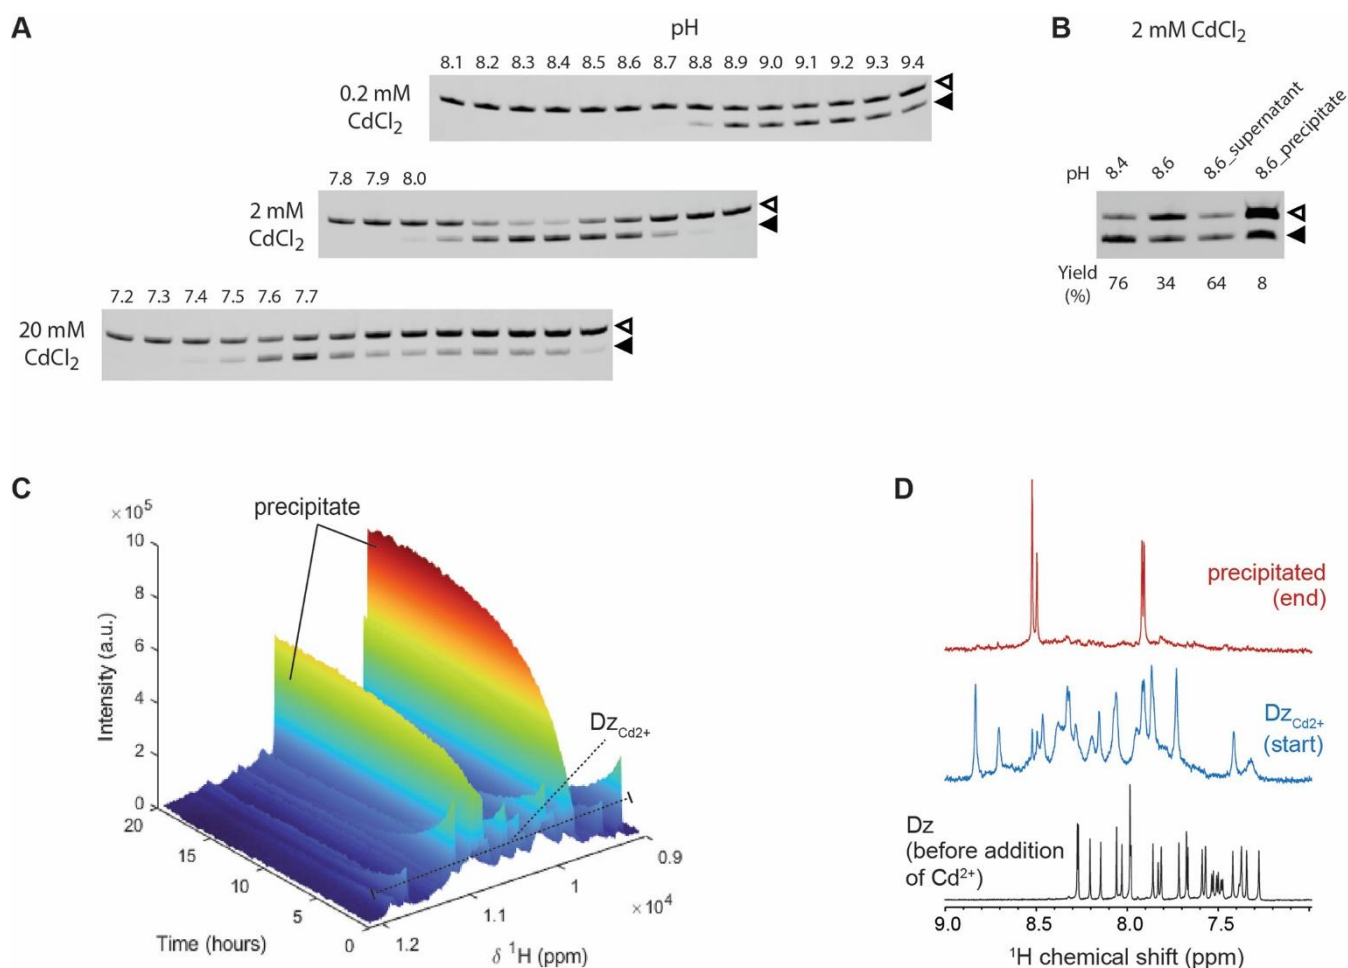 A
pH
8.1 8.2 8.3 8.4 8.5 8.6 8.7 8.8 8.9 9.0 9.1 9.2 9.3 9.4
0.2 mM
CdCl2
7.8 7.9 8.0
2 mM
CdCl2
7.2 7.3 7.4 7.5 7.6 7.7
20 mM
CdCl2
B
2 mM CdCl2
pH 8.4 8.6 8.6_supernatant 8.6_precipitate
Yield
(%)
76 34 64 8
C
precipitate
×10^5
10
8
6
4
2
0
Intensity (a.u.)
DzCd2+
20
15
10
5
0
Time (hours)
1.2
1.1
1
0.9
×10^4
δ ¹H (ppm)
D
precipitated
(end)
DzCd2+
(start)
Dz
(before addition
of Cd²⁺)
9.0 8.5 8.0 7.5
¹H chemical shift (ppm)